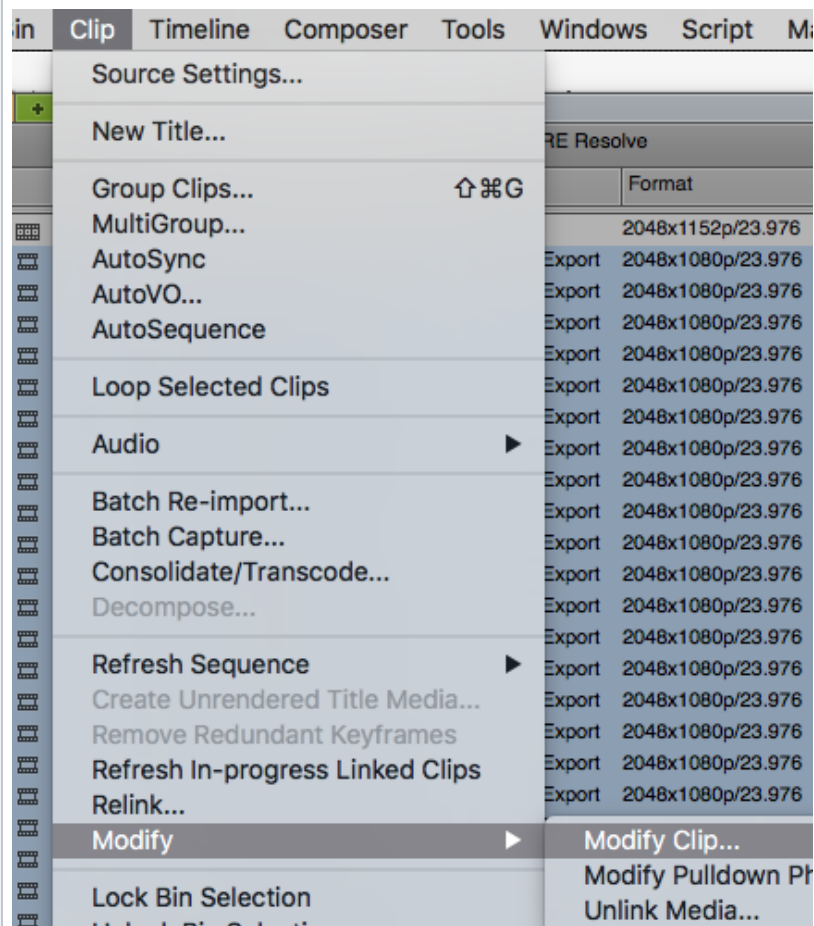 in Clip Timeline Composer Tools Windows Script Ma
Source Settings...
New Title...
RE Resolve
Group Clips... ⇧⌘G
Format
MultiGroup...
2048x1152p/23.976
AutoSync
Export 2048x1080p/23.976
AutoVO...
Export 2048x1080p/23.976
AutoSequence
Export 2048x1080p/23.976
Export 2048x1080p/23.976
Loop Selected Clips
Export 2048x1080p/23.976
Export 2048x1080p/23.976
Audio
Export 2048x1080p/23.976
Export 2048x1080p/23.976
Batch Re-import...
Export 2048x1080p/23.976
Batch Capture...
Export 2048x1080p/23.976
Consolidate/Transcode...
Export 2048x1080p/23.976
Decompose...
Export 2048x1080p/23.976
Export 2048x1080p/23.976
Refresh Sequence
Export 2048x1080p/23.976
Create Unrendered Title Media...
Export 2048x1080p/23.976
Remove Redundant Keyframes
Export 2048x1080p/23.976
Refresh In-progress Linked Clips
Export 2048x1080p/23.976
Relink...
Export 2048x1080p/23.976
Modify
Modify Clip...
Modify Pulldown Ph
Lock Bin Selection
Unlink Media...